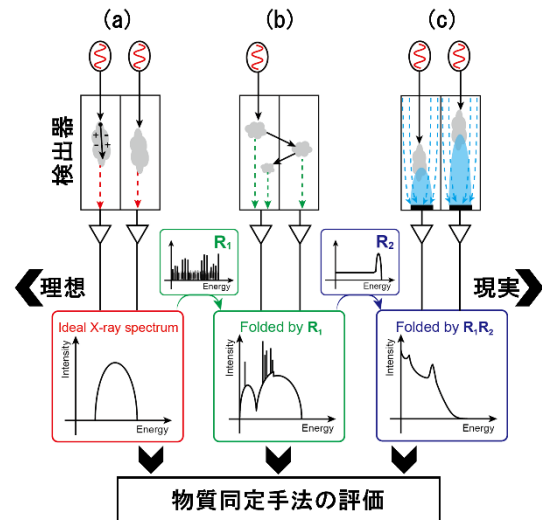 (a)
(b)
(c)
検出器
+ - + -
理想
R1
Energy
R2
Energy
現実
Ideal X-ray spectrum
Intensity
Energy
Folded by R1
Intensity
Energy
Folded by R1R2
Intensity
Energy
物質同定手法の評価